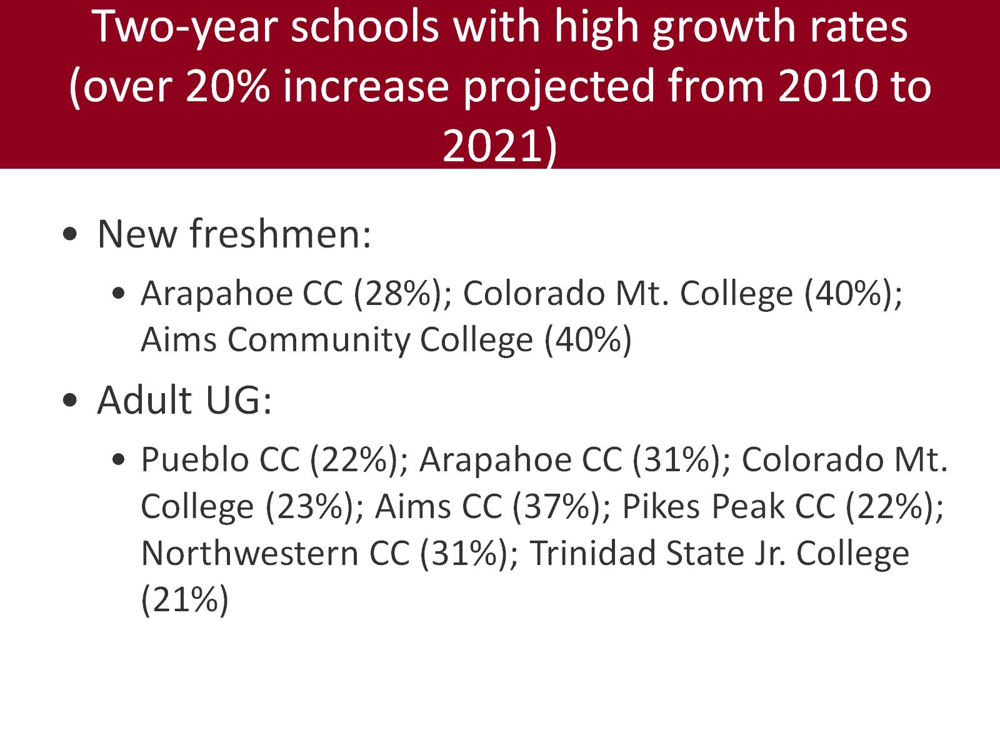 Two-year schools with high growth rates
(over 20% increase projected from 2010 to
2021)
• New freshmen:
• Arapahoe CC (28%); Colorado Mt. College (40%);
Aims Community College (40%)
• Adult UG:
• Pueblo CC (22%); Arapahoe CC (31%); Colorado Mt.
College (23%); Aims CC (37%); Pikes Peak CC (22%);
Northwestern CC (31%); Trinidad State Jr. College
(21%)